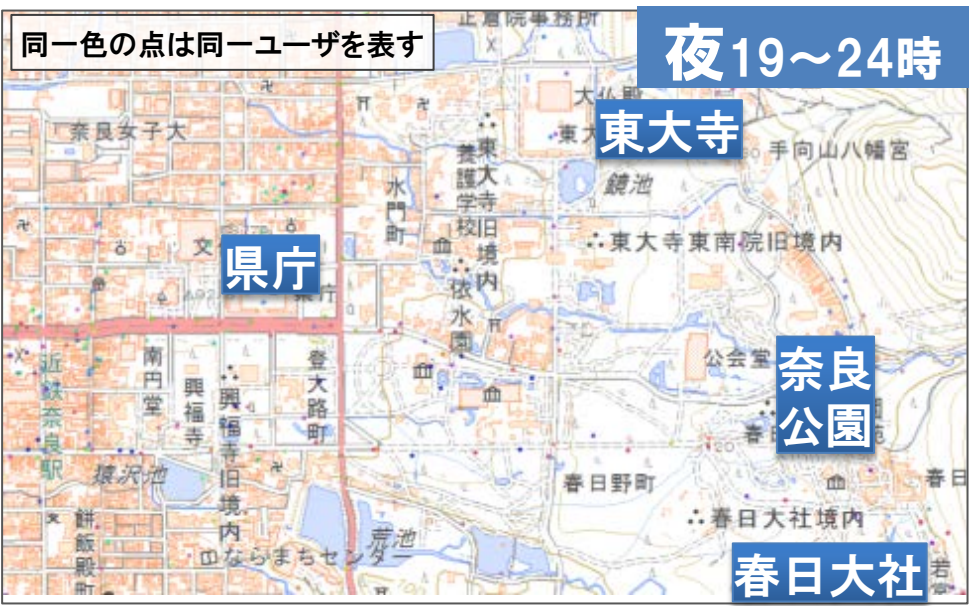 同一色の点は同一ユーザを表す
夜19～24時
正倉院事務所
大仏殿
東大寺
奈良女子大
手向山八幡宮
鏡池
養護学校
東大寺旧境内
水門町
東大寺東南院旧境内
県庁
依水園
公会堂
奈良
公園
近鉄奈良駅
南円堂
興福寺
興福寺旧境内
登大路町
猿沢池
春日野町
春日大社境内
春日大社
餅飯殿町
荒池
ならまちセンター